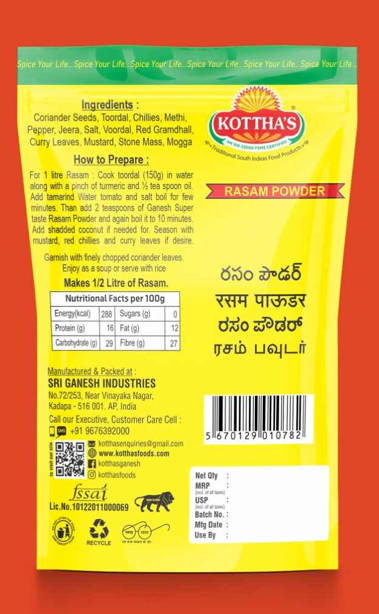 Spice Your Life...Spice Your Life...Spice Your Life...Spice Your Life...Spice Your Life...Spice Your Life...
Ingredients :
Coriander Seeds, Toordal, Chillies, Methi,
Pepper, Jeera, Salt, Voordal, Red Gramdhall,
Curry Leaves, Mustard, Stone Mass, Mogga
How to Prepare :
For 1 litre Rasam : Cook toordal (150g) in water
along with a pinch of turmeric and ½ tea spoon oil.
Add tamarind Water tomato and salt boil for few
minutes. Than add 2 teaspoons of Ganesh Super
taste Rasam Powder and again boil it to 10 minutes.
Add shadded coconut if needed for. Season with
mustard, red chillies and curry leaves if desire.
Garnish with finely chopped coriander leaves.
Enjoy as a soup or serve with rice
Makes 1/2 Litre of Rasam.
Nutritional Facts per 100g
Energy(kcal) 288 Sugars (g) 0
Protein (g) 16 Fat (g) 12
Carbohydrate (g) 29 Fibre (g) 27
Manufactured & Packed at :
SRI GANESH INDUSTRIES
No.72/253, Near Vinayaka Nagar,
Kadapa - 516 001. AP, India
Call our Executive, Customer Care Cell :
+91 9676392000
kotthasenquiries@gmail.com
www.kotthafoods.com
kotthasganesh
kotthasfoods
to visit our site
fssai
Lic.No.10122011000069
RECYCLE
KOTTHA'S
AN ISO 22000 FSMS CERTIFIED
Traditional South Indian Food Products
RASAM POWDER
రసం పౌడర్
रसम पाऊडर
ರಸಂ ಪೌಡರ್
ரசம் பவுடர்
5 670129 010782
Net Qty :
MRP :
(incl. of all taxes)
USP :
(incl. of all taxes)
Batch No. :
Mfg Date :
Use By :